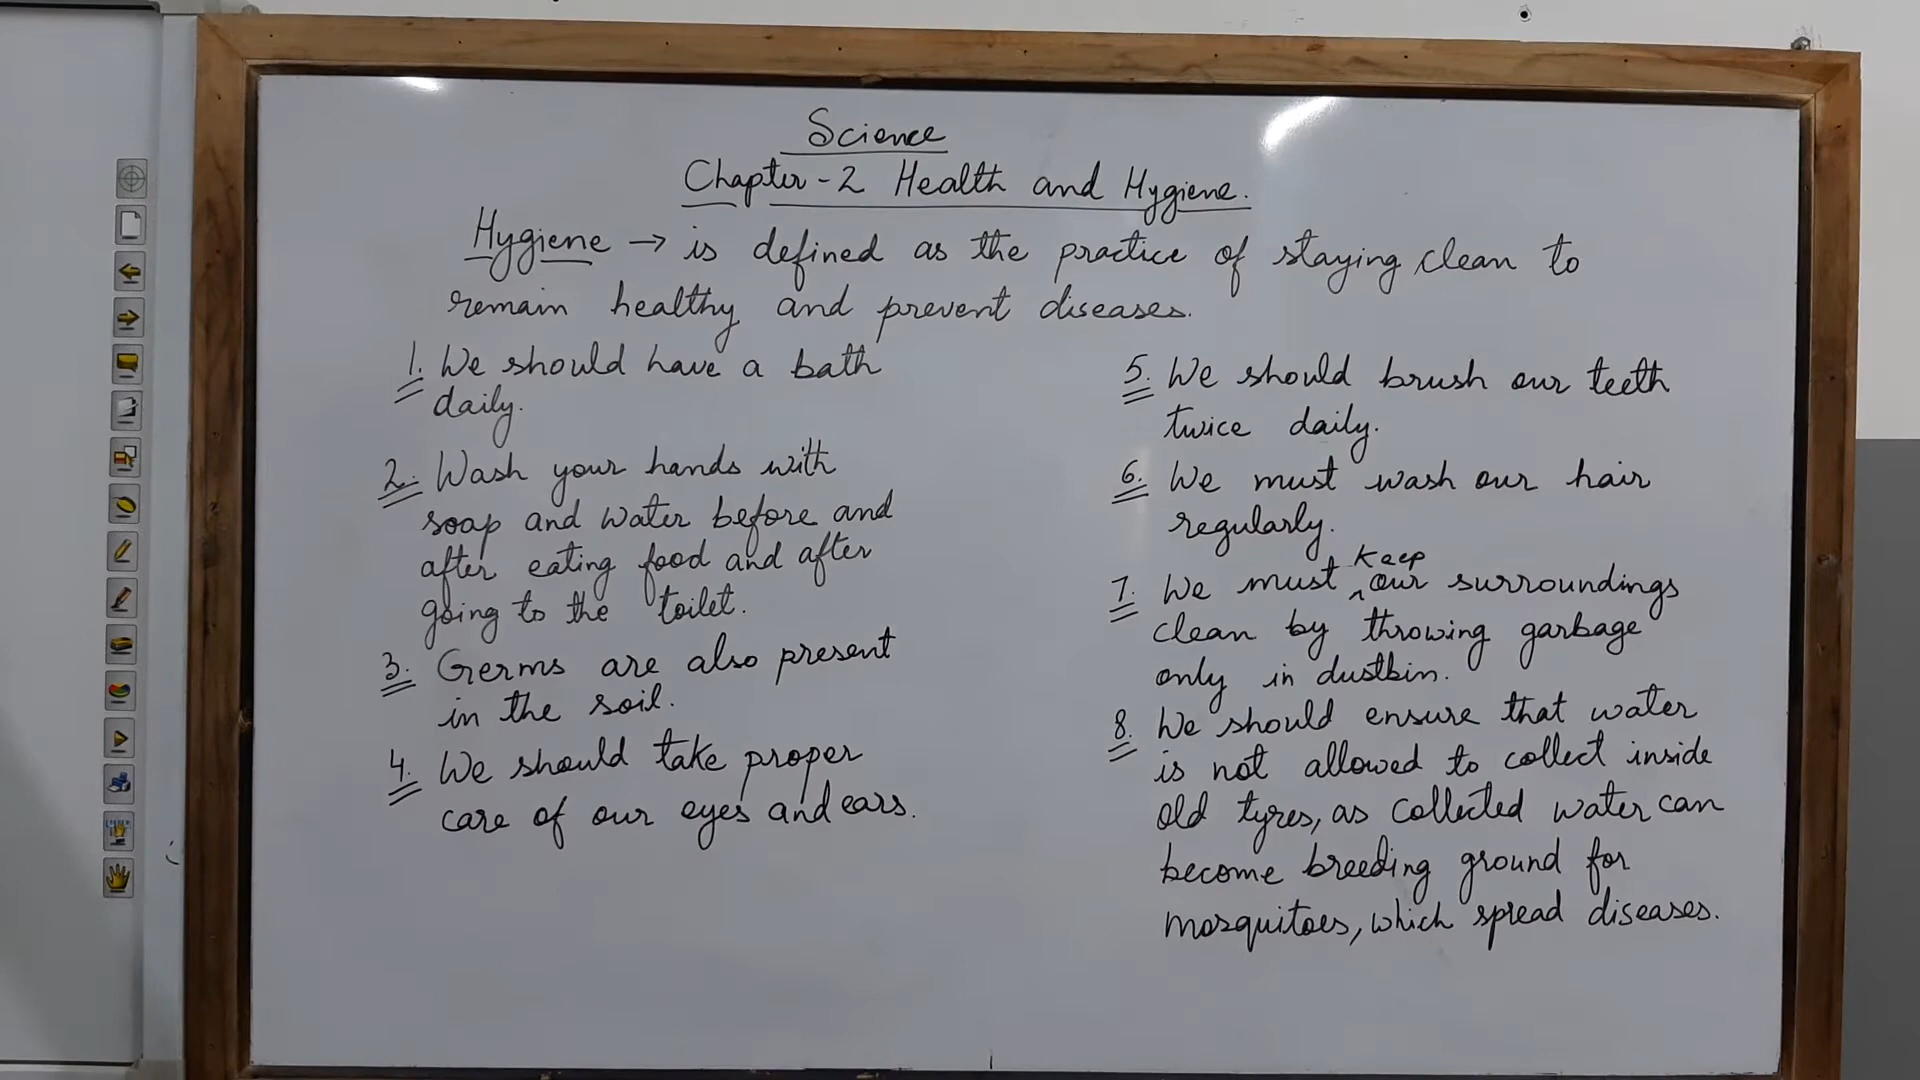 Science
Chapter-2 Health and Hygiene.
Hygiene → is defined as the practice of staying clean to
remain healthy and prevent diseases.
1. We should have a bath
daily.
2. Wash your hands with
soap and water before and
after eating food and after
going to the toilet.
3. Germs are also present
in the soil.
4. We should take proper
care of our eyes and ears.
5. We should brush our teeth
twice daily.
6. We must wash our hair
regularly.
7. We must keep our surroundings
clean by throwing garbage
only in dustbin.
8. We should ensure that water
is not allowed to collect inside
old tyres, as collected water can
become breeding ground for
mosquitoes, which spread diseases.